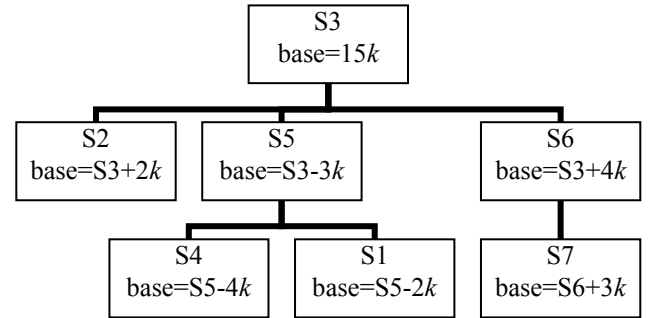 S3
base=15k
S2
base=S3+2k
S5
base=S3-3k
S6
base=S3+4k
S4
base=S5-4k
S1
base=S5-2k
S7
base=S6+3k